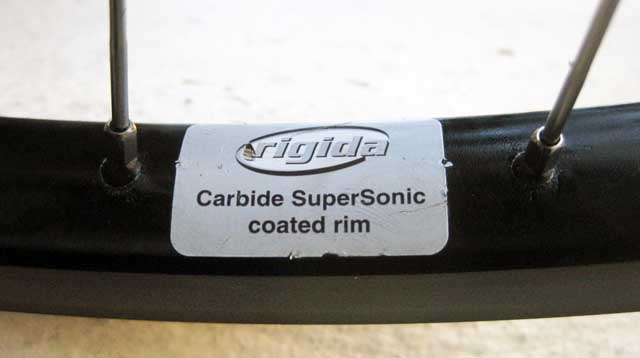 rigida
Carbide SuperSonic
coated rim